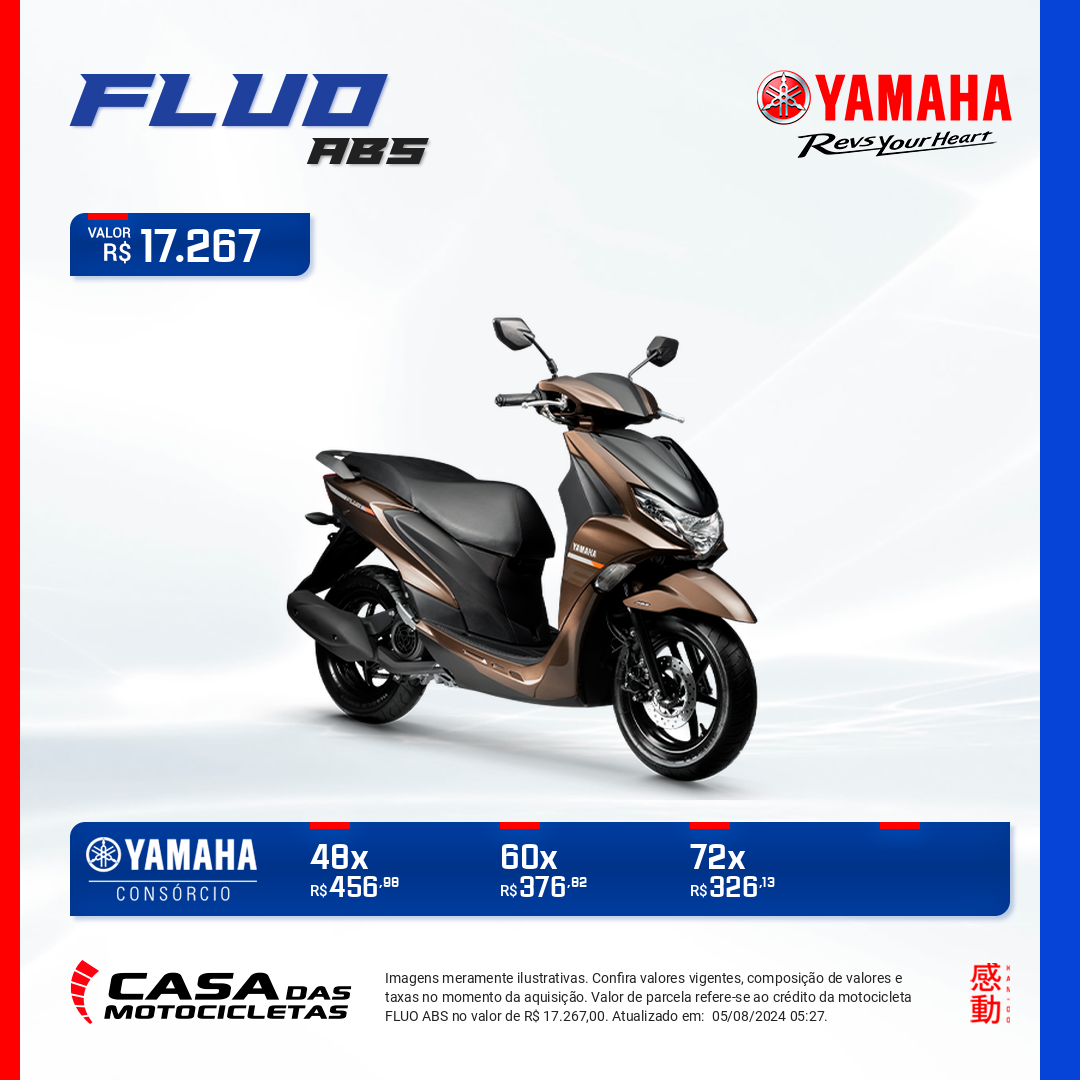 FLUO
ABS
YAMAHA
Revs Your Heart
VALOR
R$ 17.267
FLUO
YAMAHA
YAMAHA
CONSÓRCIO
48x
R$ 456,98
60x
R$ 376,82
72x
R$ 326,13
CASA DAS
MOTOCICLETAS
Imagens meramente ilustrativas. Confira valores vigentes, composição de valores e
taxas no momento da aquisição. Valor de parcela refere-se ao crédito da motocicleta
FLUO ABS no valor de R$ 17.267,00. Atualizado em: 05/08/2024 05:27.
感動